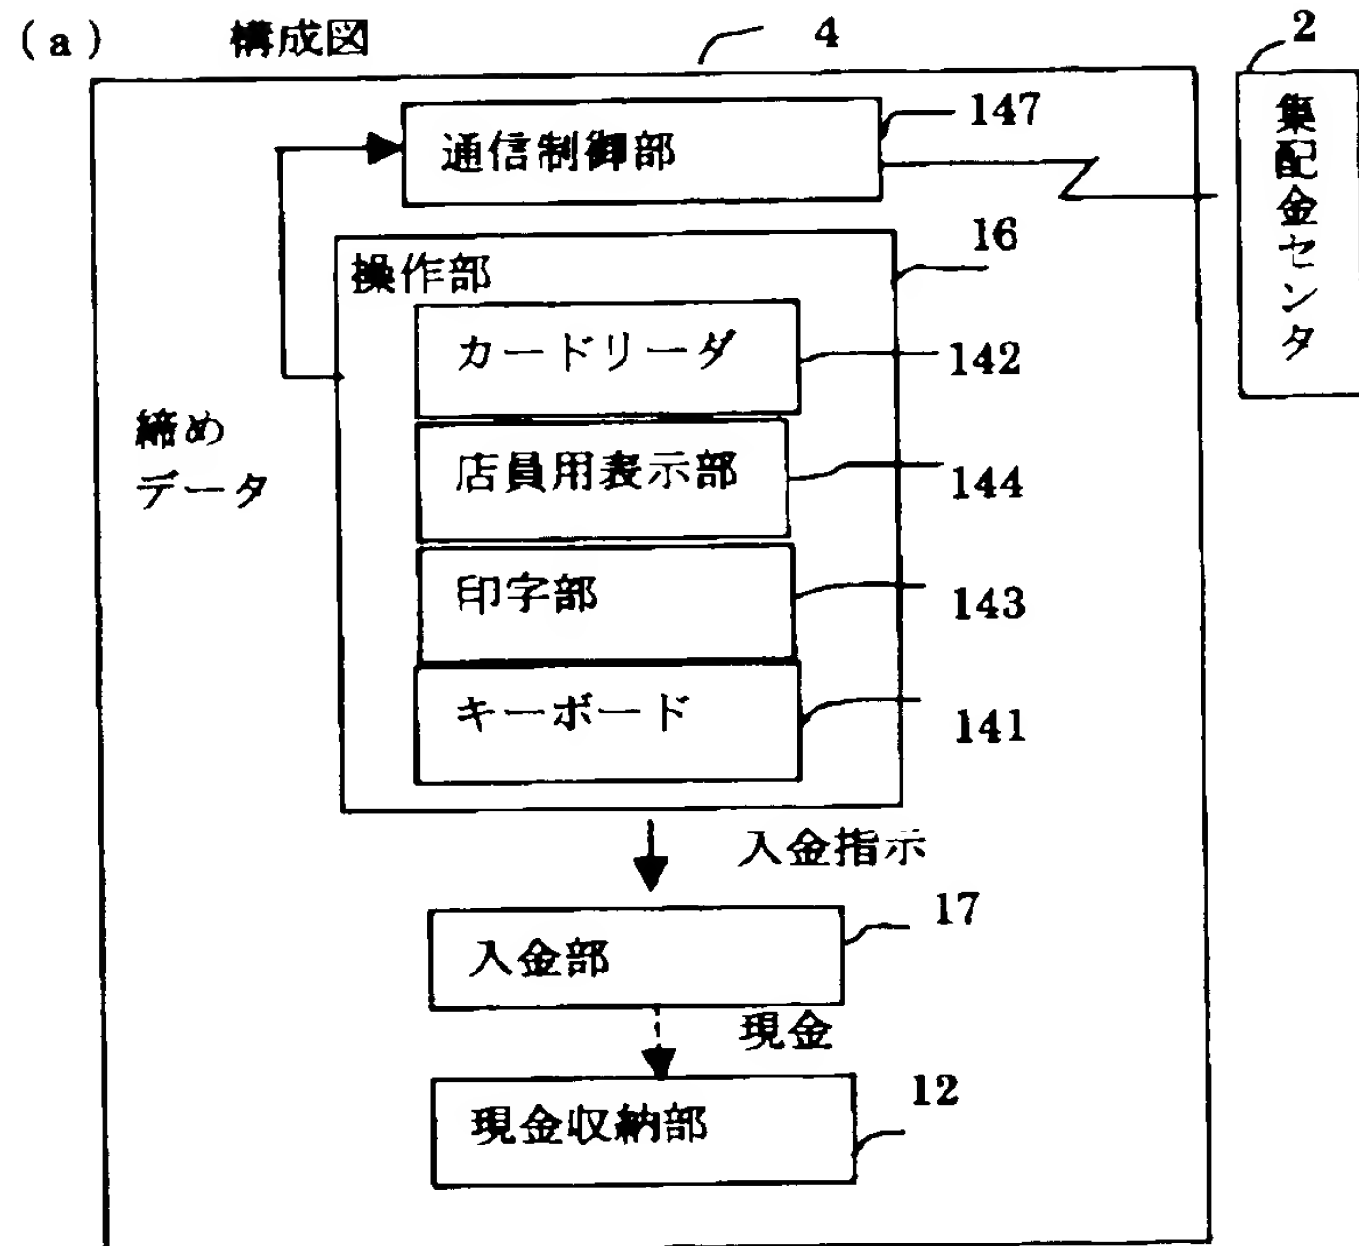 (a) 構成図
4
2
集配金センタ
通信制御部
147
操作部
16
カードリーダ
142
締め
データ
店員用表示部
144
印字部
143
キーボード
141
入金指示
入金部
17
現金
現金収納部
12